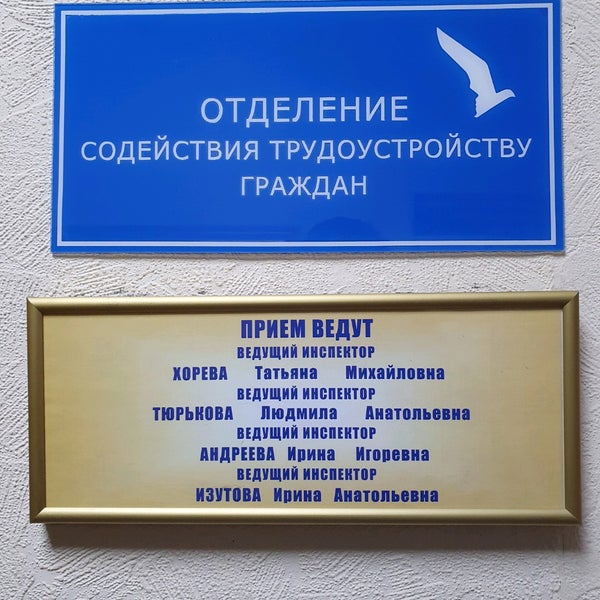 ОТДЕЛЕНИЕ
СОДЕЙСТВИЯ ТРУДОУСТРОЙСТВУ
ГРАЖДАН
ПРИЕМ ВЕДУТ
ВЕДУЩИЙ ИНСПЕКТОР
ХОРЕВА Татьяна Михайловна
ВЕДУЩИЙ ИНСПЕКТОР
ТЮРЬКОВА Людмила Анатольевна
ВЕДУЩИЙ ИНСПЕКТОР
АНДРЕЕВА Ирина Игоревна
ВЕДУЩИЙ ИНСПЕКТОР
ИЗУТОВА Ирина Анатольевна